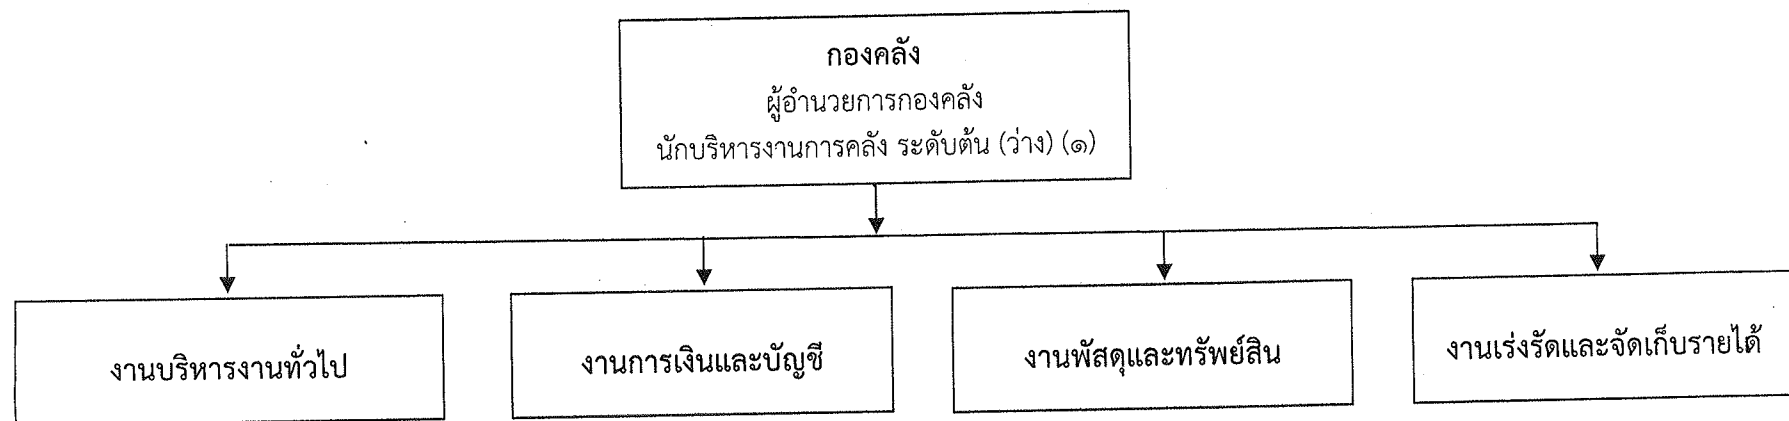 กองคลัง
ผู้อำนวยการกองคลัง
นักบริหารงานการคลัง ระดับต้น (ว่าง) (๑)
งานบริหารงานทั่วไป
งานการเงินและบัญชี
งานพัสดุและทรัพย์สิน
งานเร่งรัดและจัดเก็บรายได้